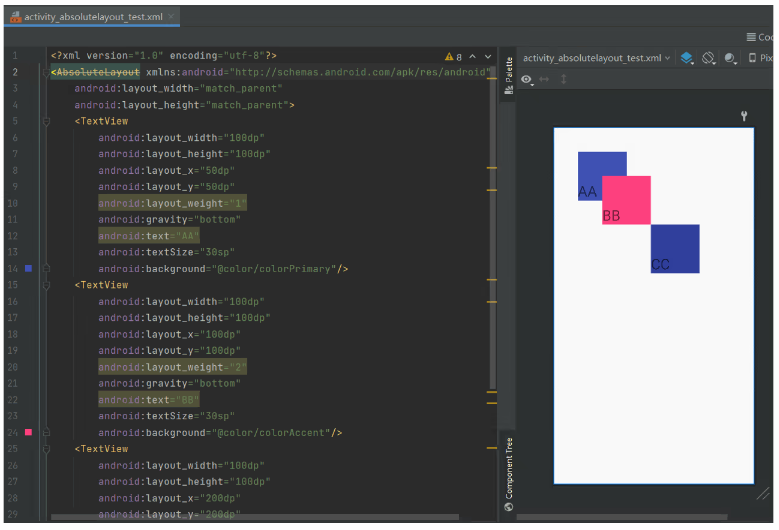 activity_absolutelayout_test.xml
Coc
1 <?xml version="1.0" encoding="utf-8"?>
8
2 <AbsoluteLayout xmlns:android="http://schemas.android.com/apk/res/android"
3 android:layout_width="match_parent"
4 android:layout_height="match_parent">
5 <TextView
6 android:layout_width="100dp"
7 android:layout_height="100dp"
8 android:layout_x="50dp"
9 android:layout_y="50dp"
10 android:layout_weight="1"
11 android:gravity="bottom"
12 android:text="AA"
13 android:textSize="30sp"
14 android:background="@color/colorPrimary"/>
15 <TextView
16 android:layout_width="100dp"
17 android:layout_height="100dp"
18 android:layout_x="100dp"
19 android:layout_y="100dp"
20 android:layout_weight="2"
21 android:gravity="bottom"
22 android:text="BB"
23 android:textSize="30sp"
24 android:background="@color/colorAccent"/>
25 <TextView
26 android:layout_width="100dp"
27 android:layout_height="100dp"
28 android:layout_x="200dp"
29 android:layout_y="200dp"
Palette
Component Tree
activity_absolutelayout_test.xml
Pix
AA
BB
CC